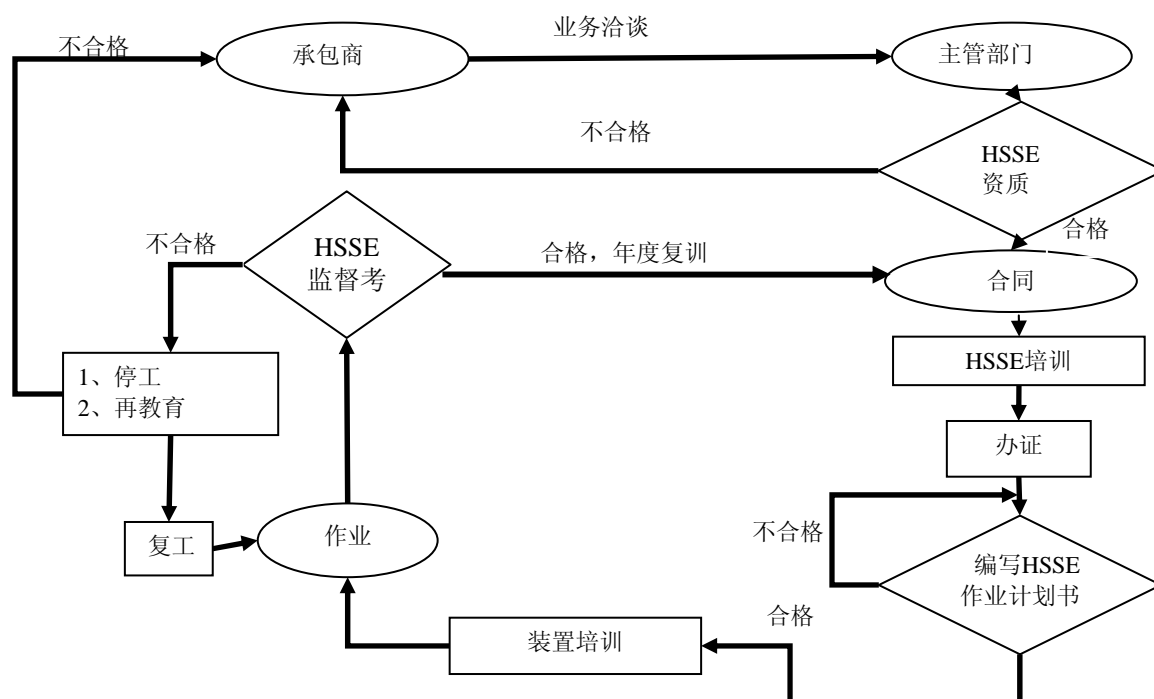 不合格
承包商
业务洽谈
主管部门
不合格
HSSE
资质
合格
不合格
HSSE
监督考
合格，年度复训
合同
HSSE培训
1、停工
2、再教育
办证
复工
作业
不合格
编写HSSE
作业计划书
装置培训
合格